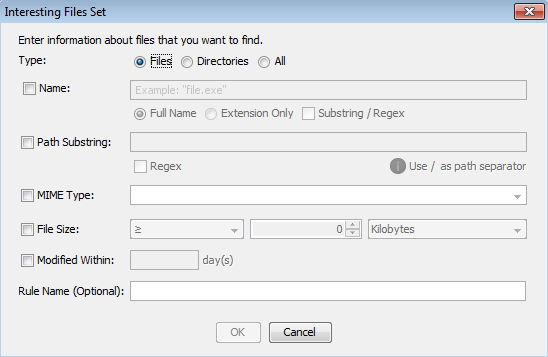 Interesting Files Set
Enter information about files that you want to find.
Type: Files Directories All
Name: Example: "file.exe"
Full Name Extension Only Substring / Regex
Path Substring:
Regex i Use / as path separator
MIME Type:
File Size: ≥ 0 Kilobytes
Modified Within: day(s)
Rule Name (Optional):
OK Cancel